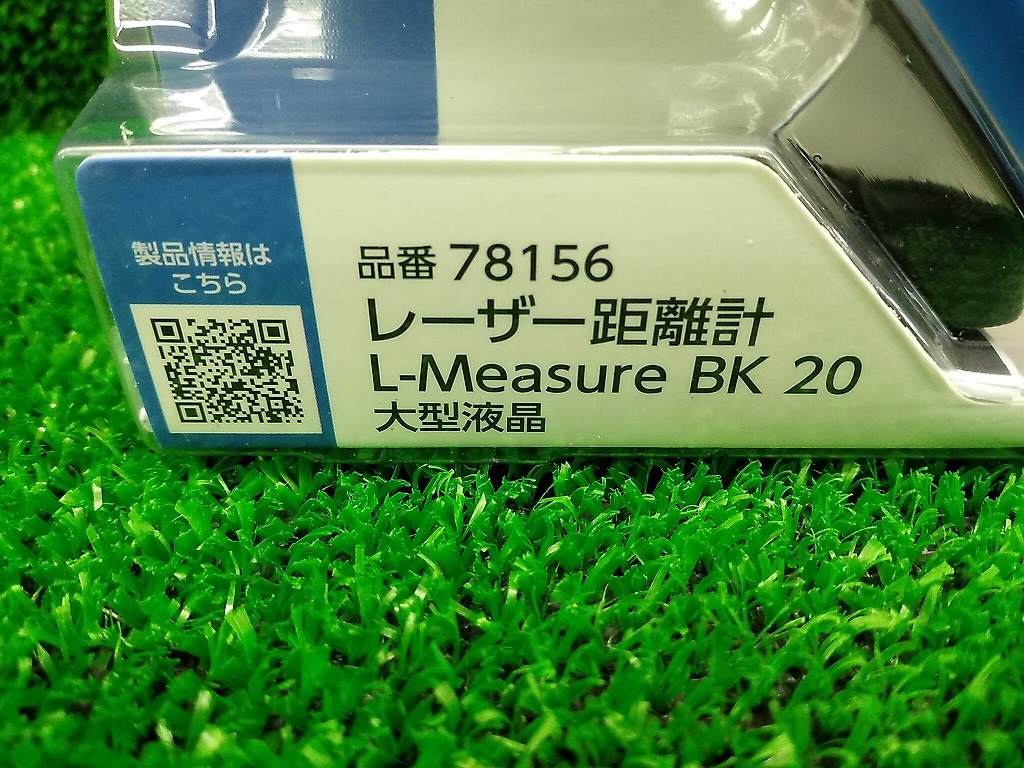 製品情報は
こちら
品番 78156
レーザー距離計
L-Measure BK 20
大型液晶